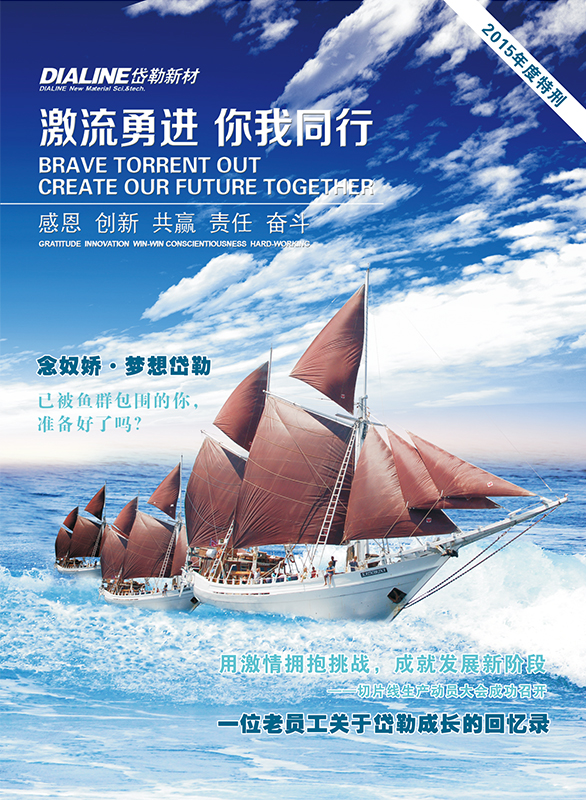 2015年度特刊
DIALINE岱勒新材
DIALINE New Material Sci.&tech.
激流勇进 你我同行
BRAVE TORRENT OUT
CREATE OUR FUTURE TOGETHER
感恩 创新 共赢 责任 奋斗
GRATITUDE INNOVATION WIN-WIN CONSCIENTIOUSNESS HARD-WORKING
念奴娇·梦想岱勒
已被鱼群包围的你，
准备好了吗？
用激情拥抱挑战，成就发展新阶段
——切片线生产动员大会成功召开
一位老员工关于岱勒成长的回忆录